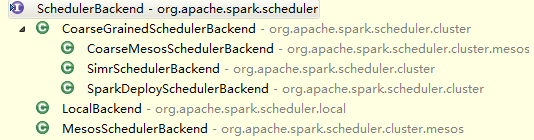 SchedulerBackend - org.apache.spark.scheduler
CoarseGrainedSchedulerBackend - org.apache.spark.scheduler.cluster
CoarseMesosSchedulerBackend - org.apache.spark.scheduler.cluster.mesos
SimrSchedulerBackend - org.apache.spark.scheduler.cluster
SparkDeploySchedulerBackend - org.apache.spark.scheduler.cluster
LocalBackend - org.apache.spark.scheduler.local
MesosSchedulerBackend - org.apache.spark.scheduler.cluster.mesos